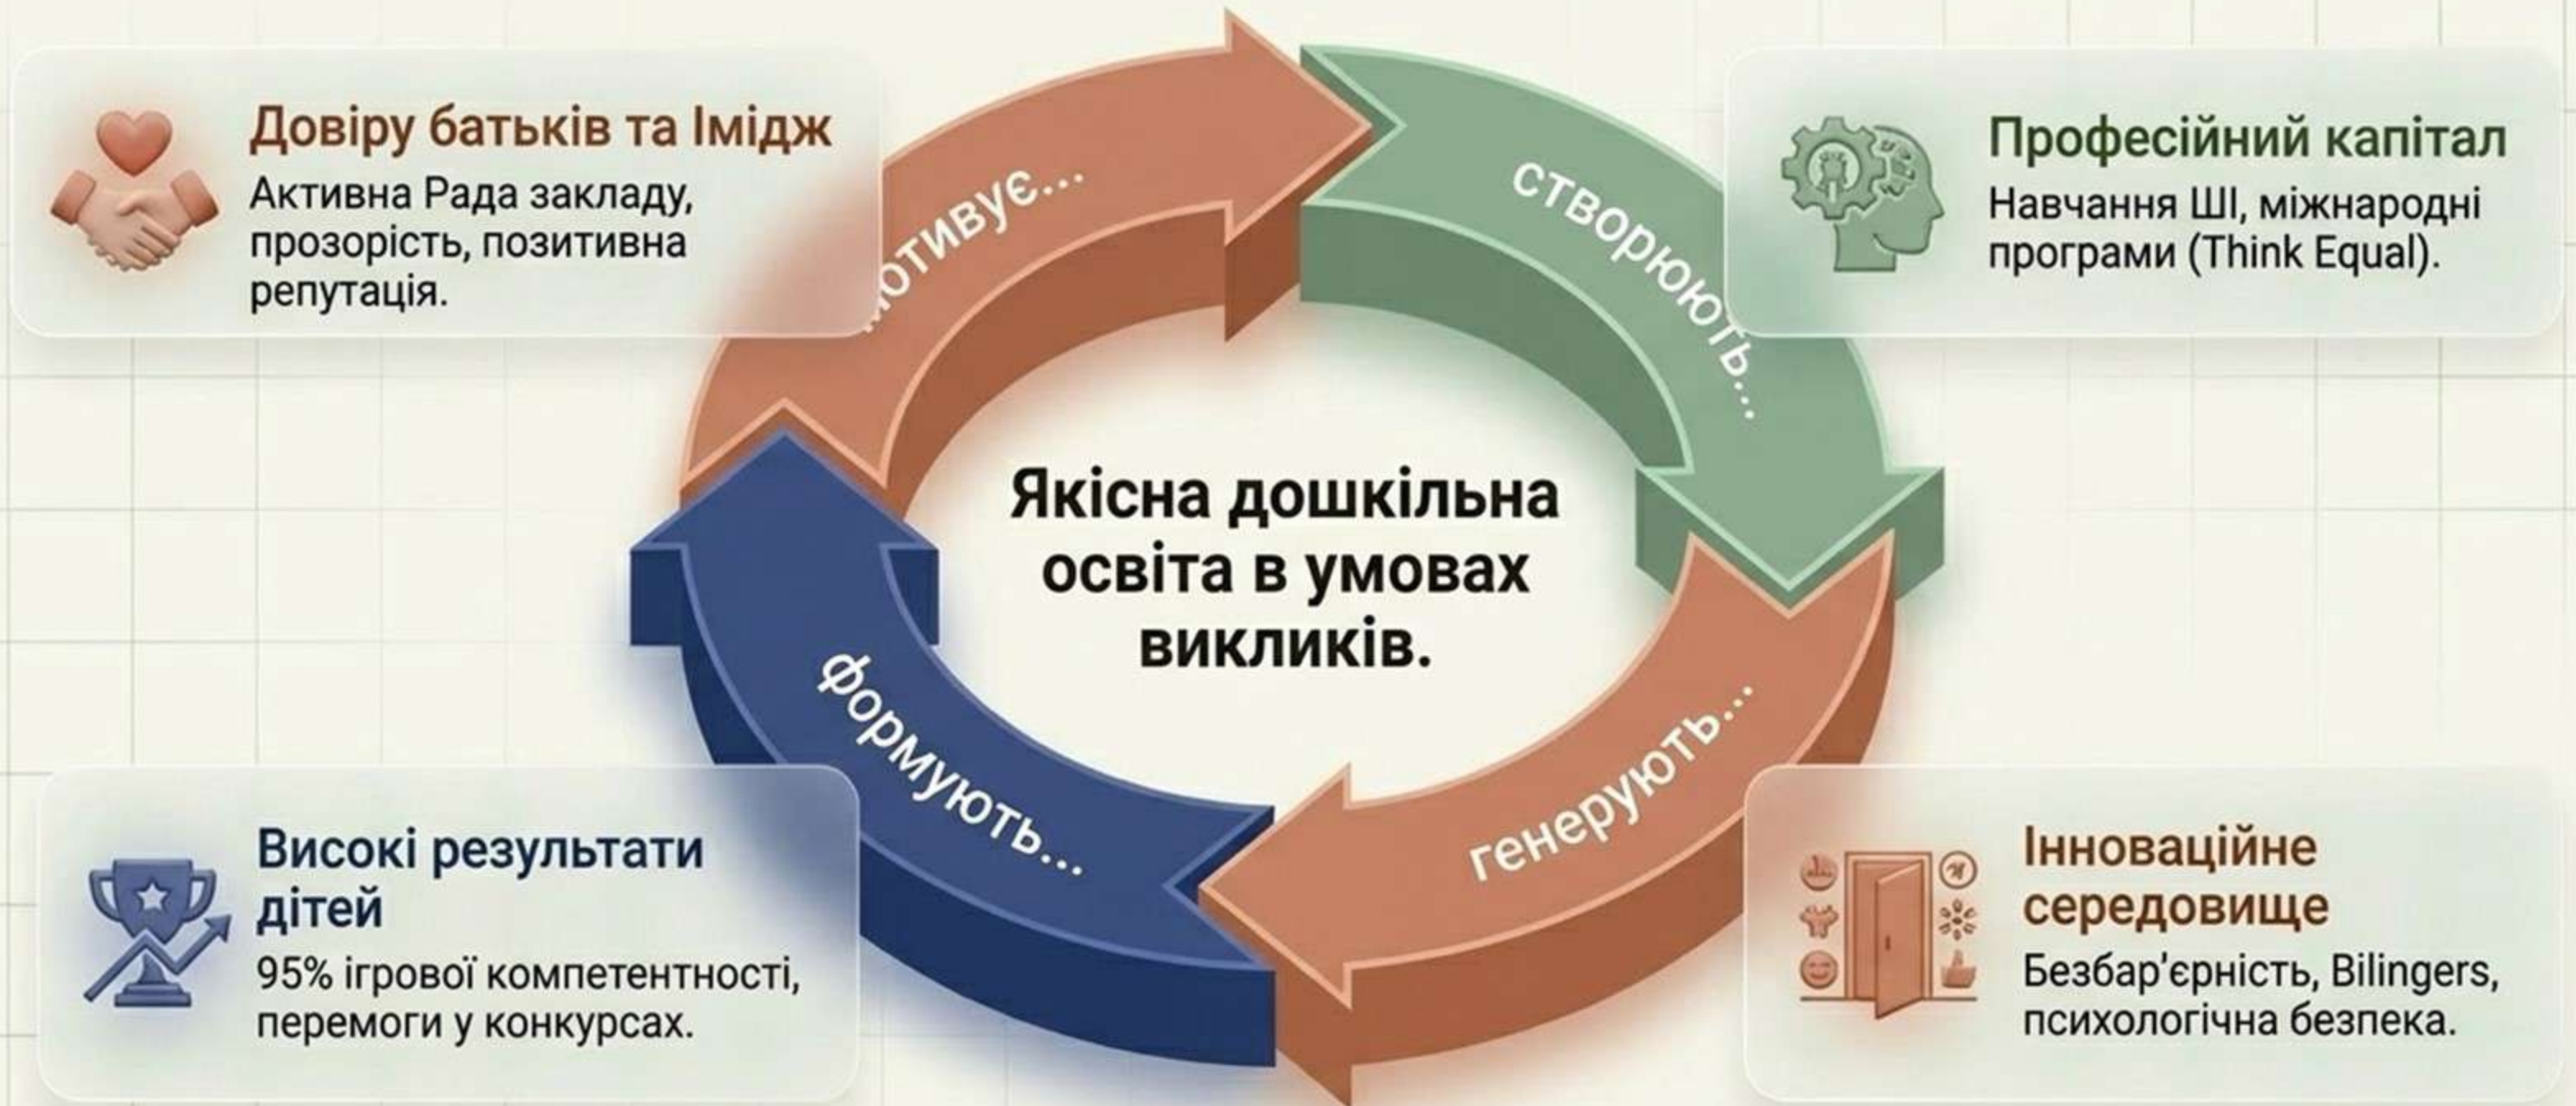 Довіру батьків та Імідж
Активна Рада закладу,
прозорість, позитивна
репутація.
створюють...
Професійний капітал
Навчання ШІ, міжнародні
програми (Think Equal).
Якісна дошкільна
освіта в умовах
викликів.
формують...
генерують...
Високі результати
дітей
95% ігрової компетентності,
перемоги у конкурсах.
Інноваційне
середовище
Безбар'єрність, Bilingers,
психологічна безпека.